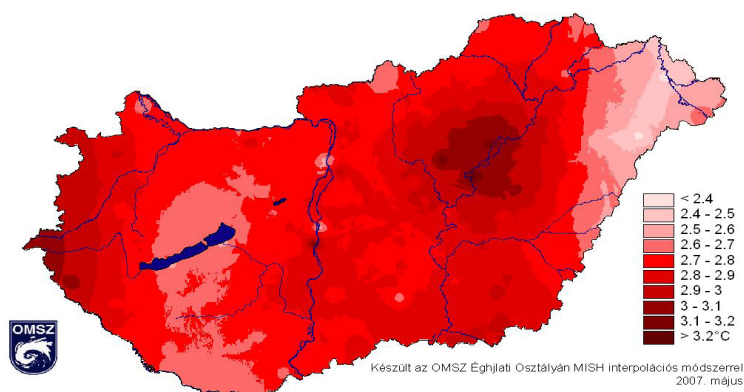 < 2.4
2.4 - 2.5
2.5 - 2.6
2.6 - 2.7
2.7 - 2.8
2.8 - 2.9
2.9 - 3
3 - 3.1
3.1 - 3.2
> 3.2°C
OMSZ
Készült az OMSZ Éghjlati Osztályán MISH interpolációs módszerrel
2007. május